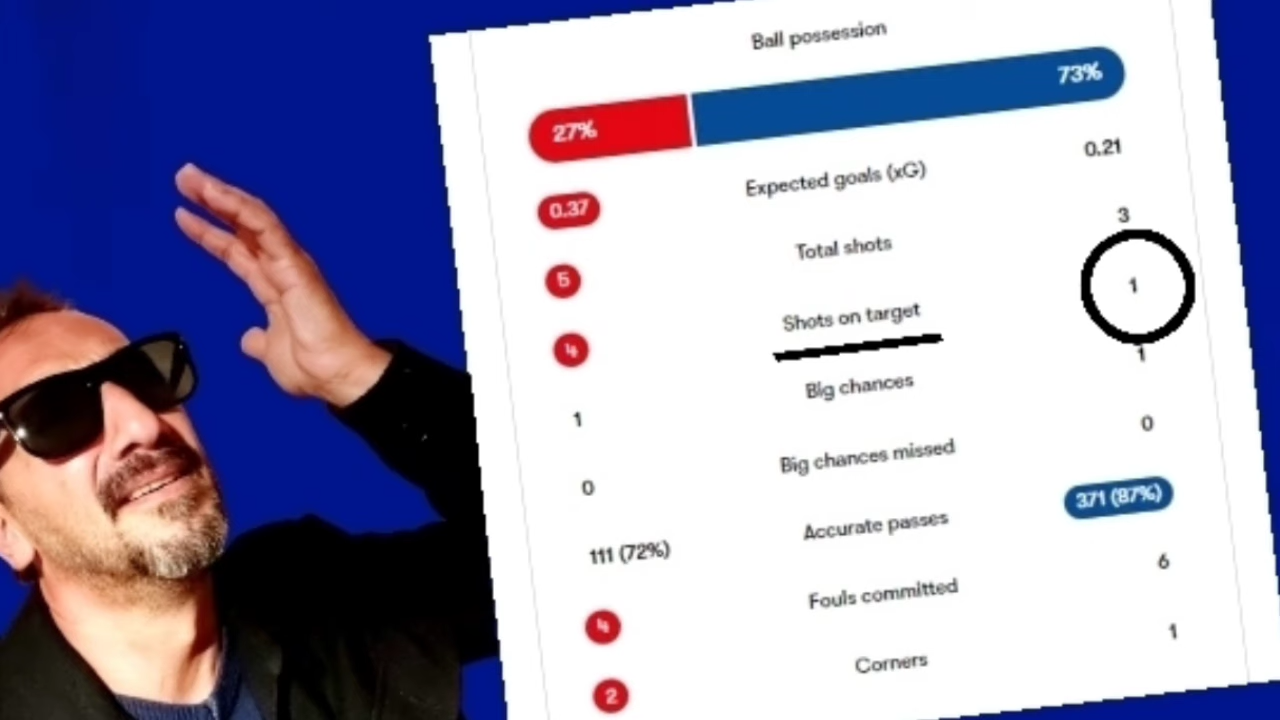 Ball possession
27% 73%
0.37 Expected goals (xG) 0.21
5 Total shots 3
4 Shots on target 1
1 Big chances 1
0 Big chances missed 0
111 (72%) Accurate passes 371 (87%)
4 Fouls committed 6
2 Corners 1